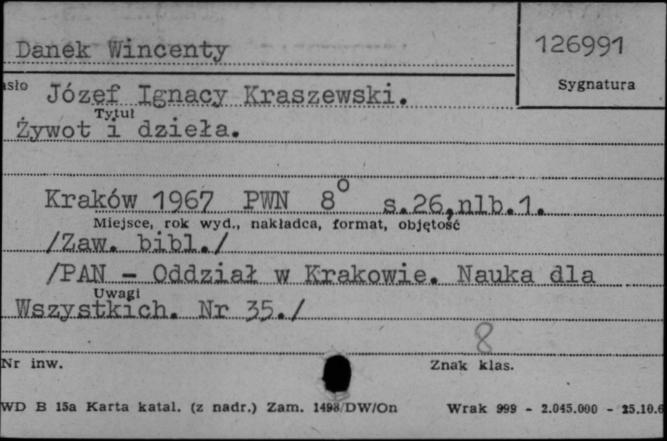 Danek Wincenty
126991
Sygnatura
asło Józef Ignacy Kraszewski.
Tytuł
Żywot i dzieła.
Kraków 1967 PWN 8° s.26,nlb.1.
Miejsce, rok wyd., nakładca, format, objętość
/Zaw. bibl./
/PAN - Oddział w Krakowie. Nauka dla
Uwagi
Wszystkich. Nr 35./
8
Nr inw.
Znak klas.
WD B 15a Karta katal. (z nadr.) Zam. 1498/DW/On Wrak 999 - 2.045.000 - 25.10.6